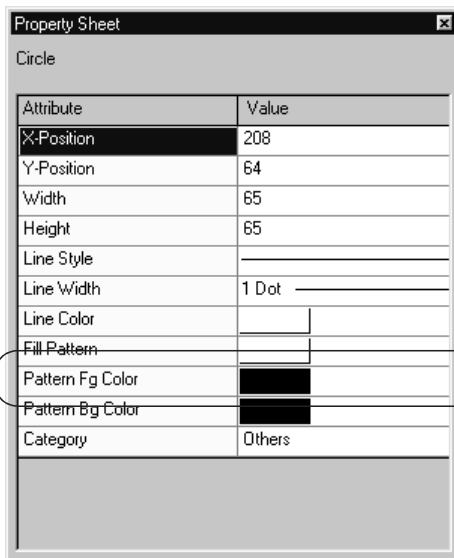 Property Sheet
Circle
Attribute Value
X-Position 208
Y-Position 64
Width 65
Height 65
Line Style
Line Width 1 Dot
Line Color
Fill Pattern
Pattern Fg Color
Pattern Bg Color
Category Others